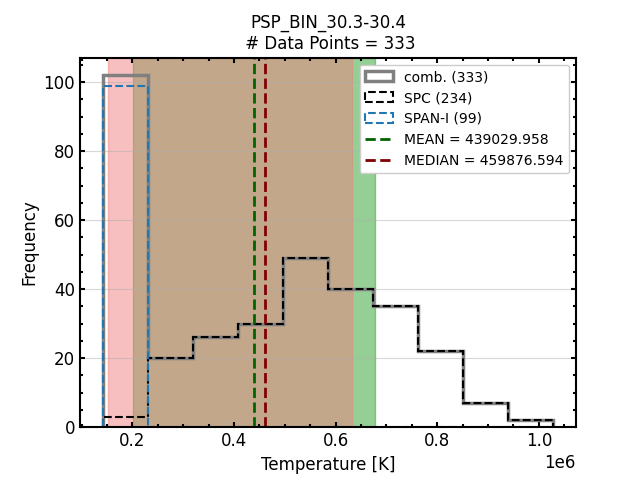 PSP_BIN_30.3-30.4
# Data Points = 333
comb. (333)
SPC (234)
SPAN-I (99)
MEAN = 439029.958
MEDIAN = 459876.594
Frequency
100
80
60
40
20
0
0.2 0.4 0.6 0.8 1.0
1e6
Temperature [K]